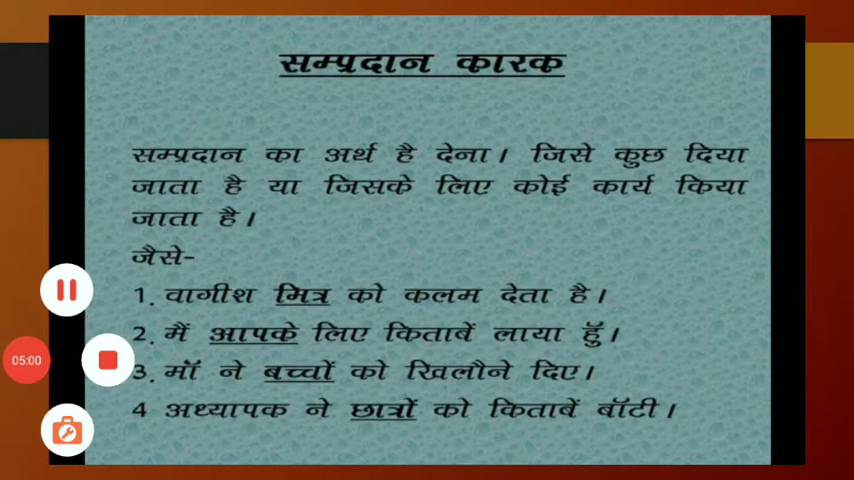 सम्प्रदान कारक
सम्प्रदान का अर्थ है देना। जिसे कुछ दिया
जाता है या जिसके लिए कोई कार्य किया
जाता है।
जैसे-
1. वागीश मित्र को कलम देता है।
2. मैं आपके लिए किताबें लाया हूँ।
3. माँ ने बच्चों को खिलौने दिए।
4 अध्यापक ने छात्रों को किताबें बाँटी।
05:00